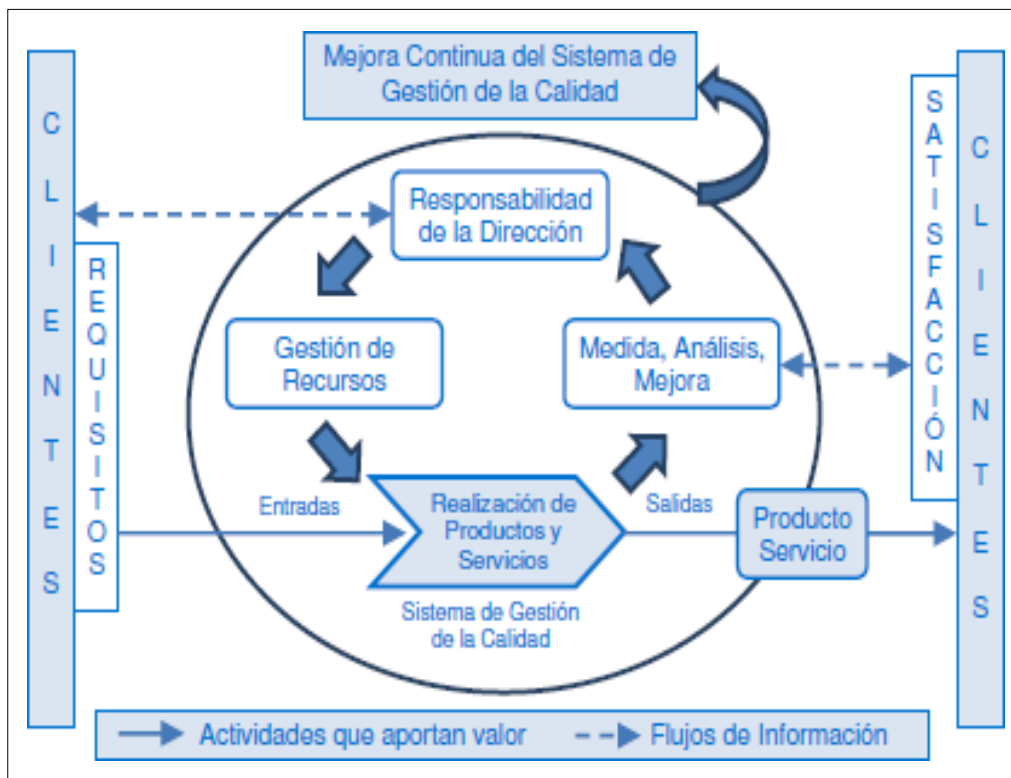 Mejora Continua del Sistema de
Gestión de la Calidad
CLIENTES
REQUISITOS
Responsabilidad
de la Dirección
Gestión de
Recursos
Medida, Análisis,
Mejora
Entradas
Realización de
Productos y
Servicios
Salidas
Producto
Servicio
Sistema de Gestión
de la Calidad
SATISFACCIÓN
CLIENTES
Actividades que aportan valor
Flujos de Información